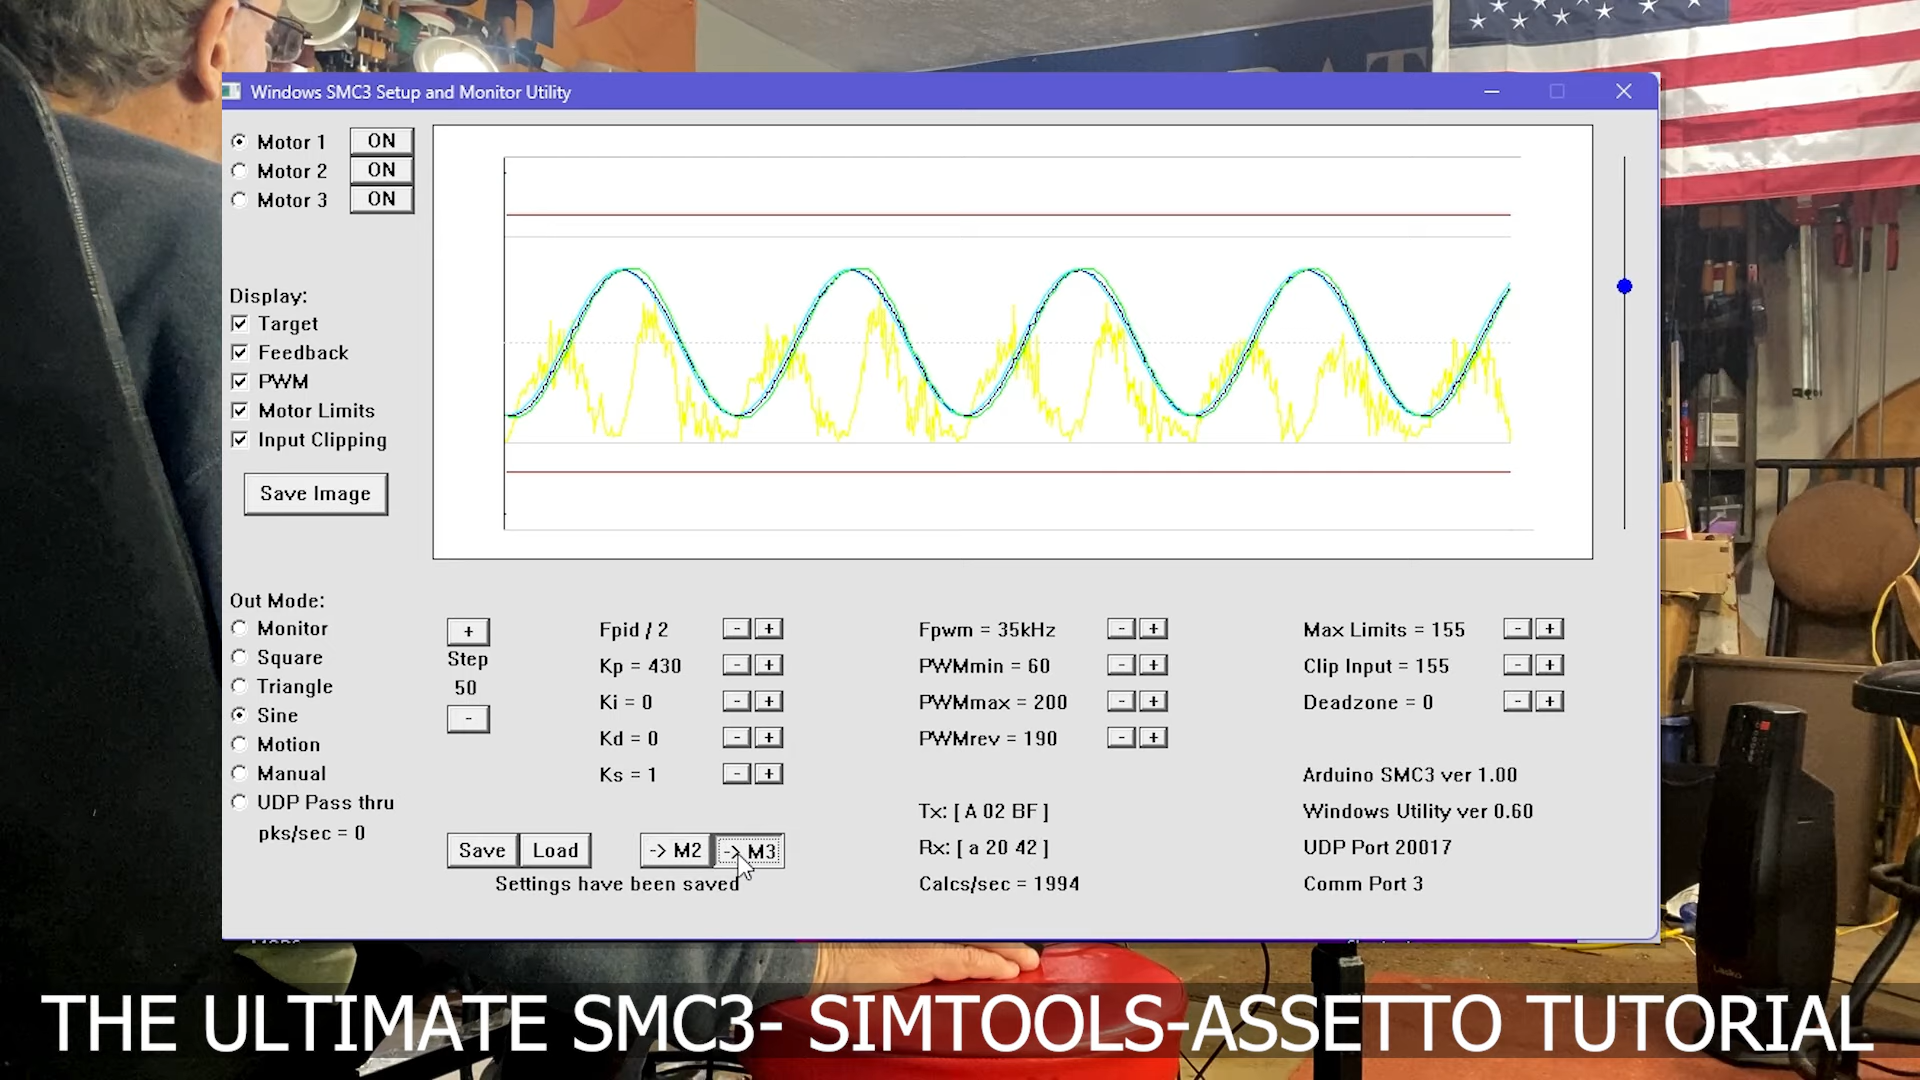 Windows SMC3 Setup and Monitor Utility
Motor 1 ON
Motor 2 ON
Motor 3 ON
Display:
Target
Feedback
PWM
Motor Limits
Input Clipping
Save Image
Out Mode:
Monitor
Square
Triangle
Sine
Motion
Manual
UDP Pass thru
pks/sec = 0
+
Step
50
-
Fpid / 2 - +
Kp = 430 - +
Ki = 0 - +
Kd = 0 - +
Ks = 1 - +
Save Load -> M2 -> M3
Settings have been saved
Fpwm = 35kHz - +
PWMmin = 60 - +
PWMmax = 200 - +
PWMrev = 190 - +
Tx: [ A 02 BF ]
Rx: [ a 20 42 ]
Calcs/sec = 1994
Max Limits = 155 - +
Clip Input = 155 - +
Deadzone = 0 - +
Arduino SMC3 ver 1.00
Windows Utility ver 0.60
UDP Port 20017
Comm Port 3
Lasko
THE ULTIMATE SMC3- SIMTOOLS-ASSETTO TUTORIAL